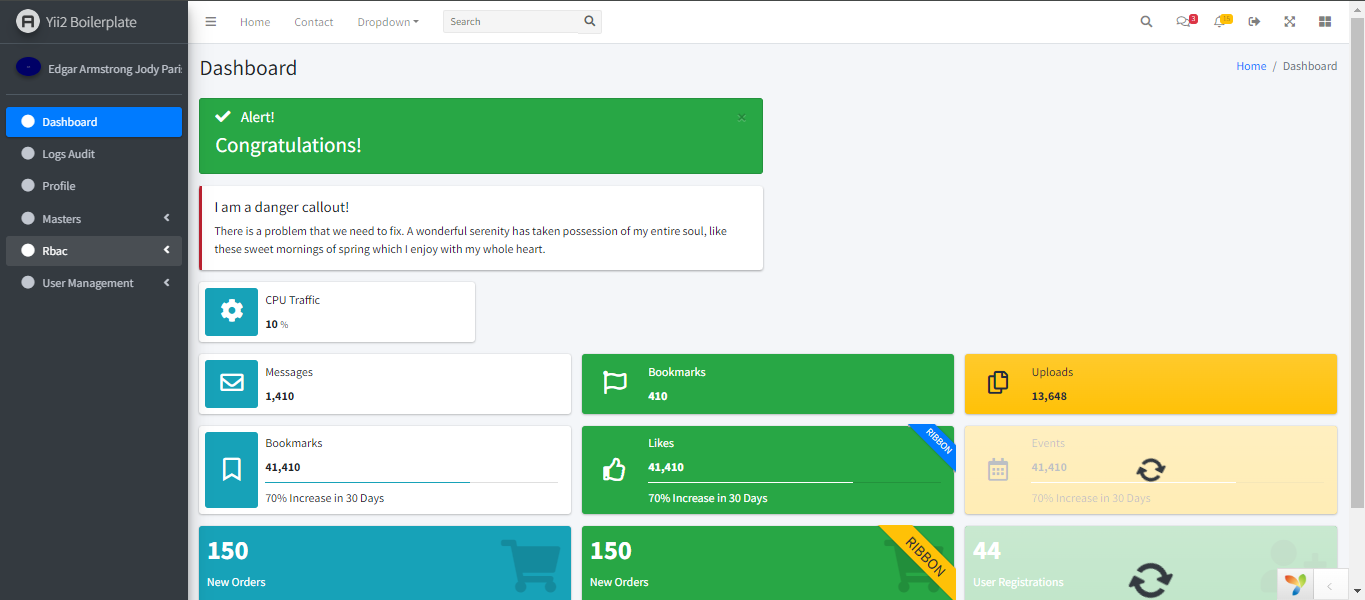 Yii2 Boilerplate
Home
Contact
Dropdown
Search
3
15
Edgar Armstrong Jody Paris
Dashboard
Home / Dashboard
Dashboard
Logs Audit
Profile
Masters
Rbac
User Management
Alert!
×
Congratulations!
I am a danger callout!
There is a problem that we need to fix. A wonderful serenity has taken possession of my entire soul, like
these sweet mornings of spring which I enjoy with my whole heart.
CPU Traffic
10 %
Messages
1,410
Bookmarks
410
Uploads
13,648
Bookmarks
41,410
70% Increase in 30 Days
Likes
41,410
70% Increase in 30 Days
RIBBON
Events
41,410
70% Increase in 30 Days
150
New Orders
150
New Orders
RIBBON
44
User Registrations